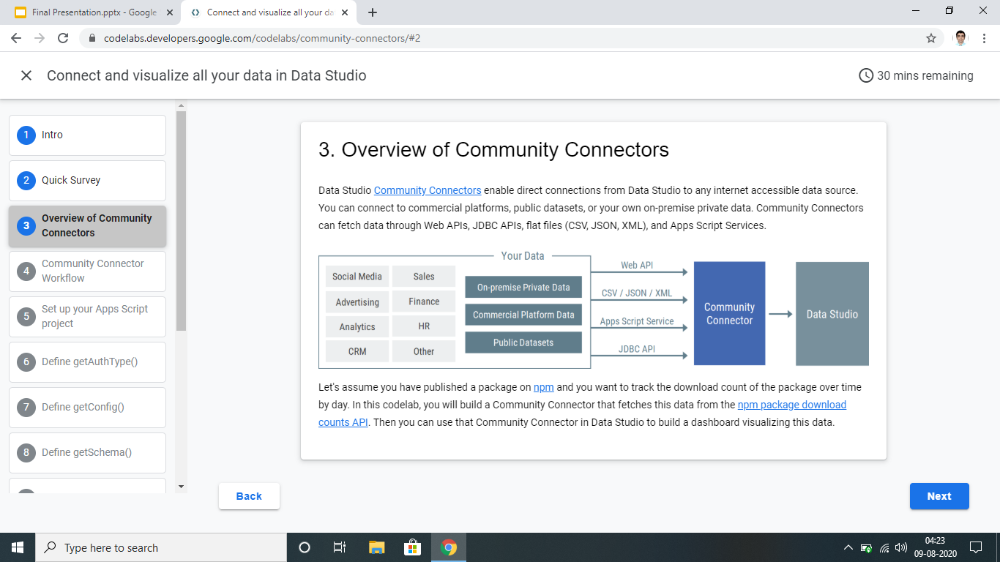 Final Presentation.pptx - Google
Connect and visualize all your da
codelabs.developers.google.com/codelabs/community-connectors/#2
Connect and visualize all your data in Data Studio
30 mins remaining
1 Intro
2 Quick Survey
3 Overview of Community
Connectors
4 Community Connector
Workflow
5 Set up your Apps Script
project
6 Define getAuthType()
7 Define getConfig()
8 Define getSchema()
3. Overview of Community Connectors
Data Studio Community Connectors enable direct connections from Data Studio to any internet accessible data source.
You can connect to commercial platforms, public datasets, or your own on-premise private data. Community Connectors
can fetch data through Web APIs, JDBC APIs, flat files (CSV, JSON, XML), and Apps Script Services.
Your Data
Social Media
Sales
Advertising
Finance
Analytics
HR
CRM
Other
On-premise Private Data
Commercial Platform Data
Public Datasets
Web API
CSV / JSON / XML
Apps Script Service
JDBC API
Community
Connector
Data Studio
Let's assume you have published a package on npm and you want to track the download count of the package over time
by day. In this codelab, you will build a Community Connector that fetches this data from the npm package download
counts API. Then you can use that Community Connector in Data Studio to build a dashboard visualizing this data.
Back
Next
Type here to search
04:23
09-08-2020